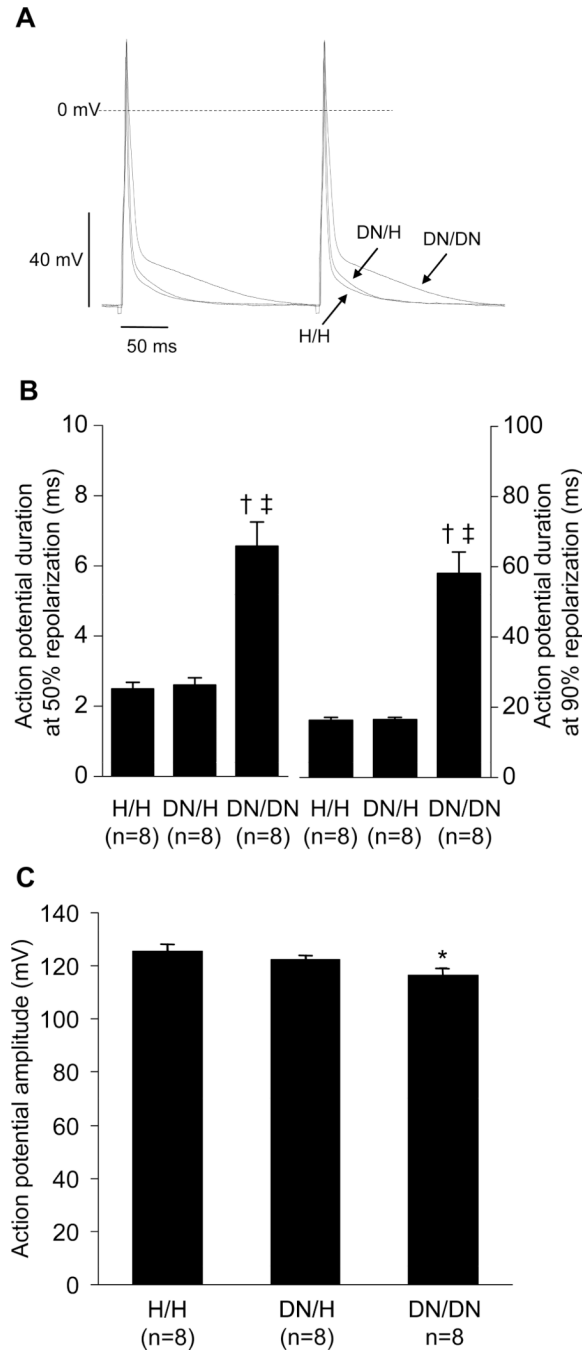 A
0 mV
40 mV
50 ms
DN/H
DN/DN
H/H
B
Action potential duration
at 50% repolarization (ms)
10
8
6
4
2
0
† ‡
† ‡
100
80
60
40
20
0
Action potential duration
at 90% repolarization (ms)
H/H DN/H DN/DN H/H DN/H DN/DN
(n=8) (n=8) (n=8) (n=8) (n=8) (n=8)
C
Action potential amplitude (mV)
140
120
100
80
60
40
20
0
*
H/H DN/H DN/DN
(n=8) (n=8) n=8